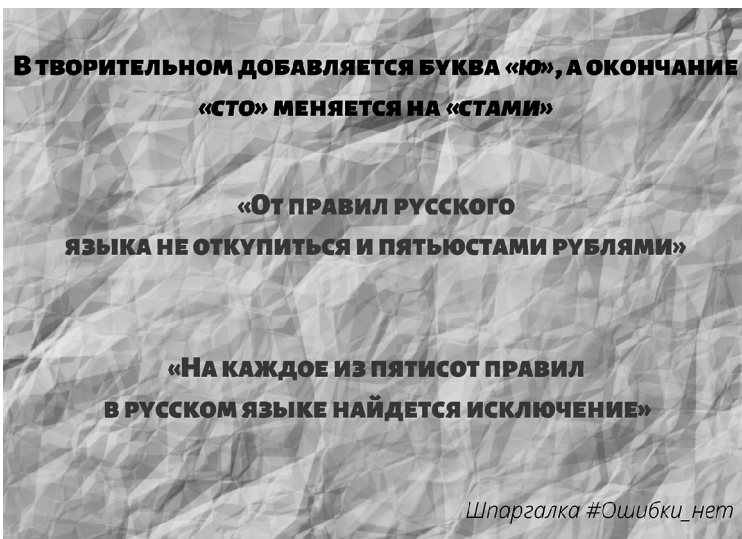 В творительном добавляется буква «ю», а окончание
«сто» меняется на «стами»
«От правил русского
языка не откупиться и пятьюстами рублями»
«На каждое из пятисот правил
в русском языке найдется исключение»
Шпаргалка #Ошибки_нет